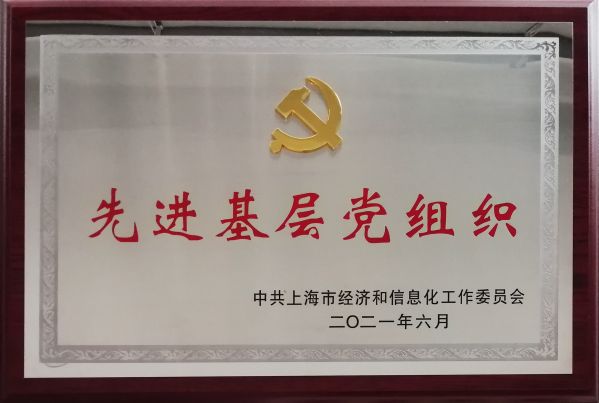 先进基层党组织
中共上海市经济和信息化工作委员会
二〇二一年六月